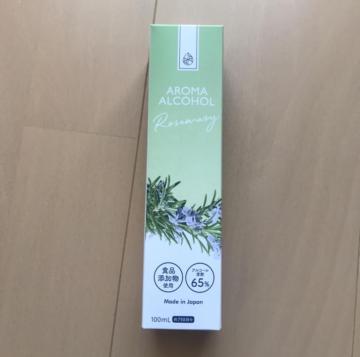 AROMA
ALCOHOL
Rosemary
食品
添加物
使用
アルコール
濃度
65%
Made in Japan
100mL